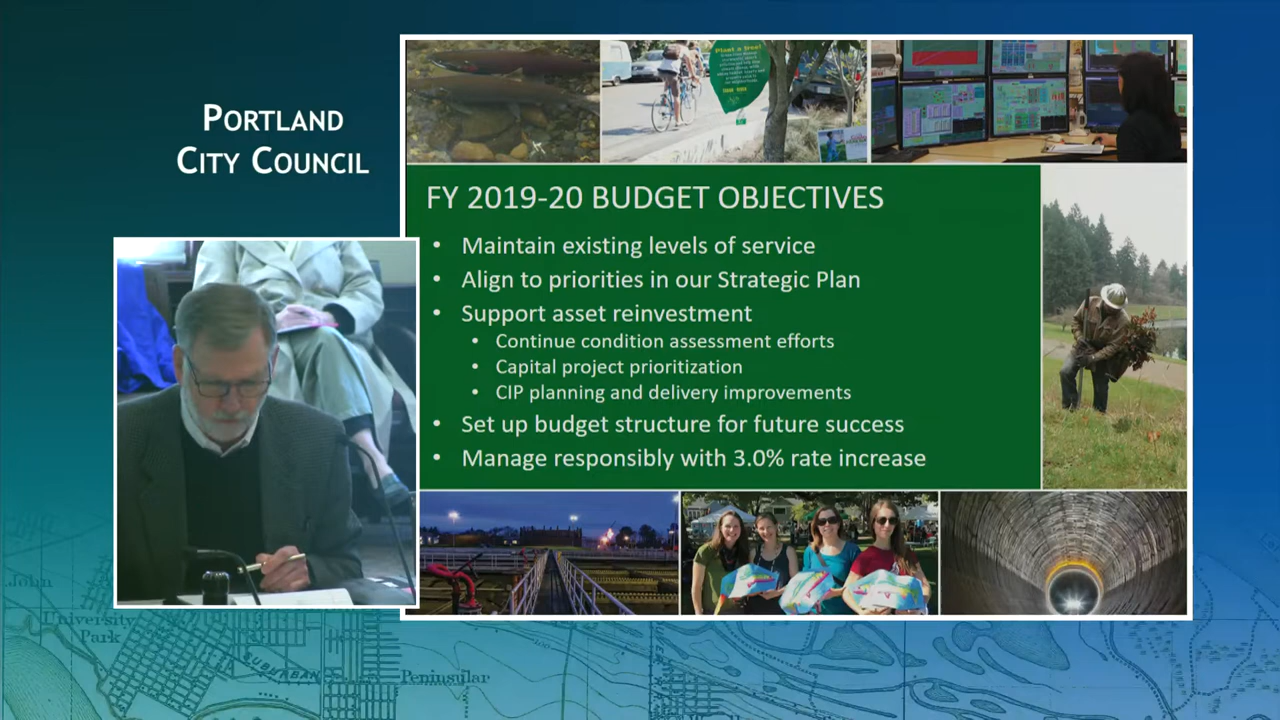 PORTLAND
CITY COUNCIL
Plant a tree!
FY 2019-20 BUDGET OBJECTIVES
• Maintain existing levels of service
• Align to priorities in our Strategic Plan
• Support asset reinvestment
• Continue condition assessment efforts
• Capital project prioritization
• CIP planning and delivery improvements
• Set up budget structure for future success
• Manage responsibly with 3.0% rate increase
John
University
Park
SUBURBAN
Peninsular